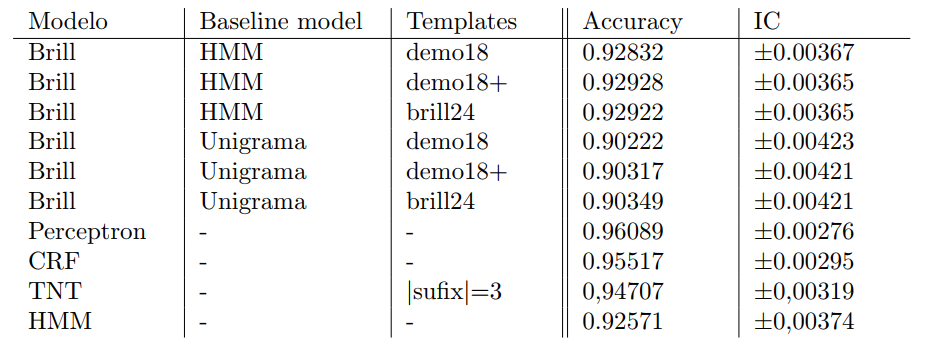 Modelo Baseline model Templates Accuracy IC
Brill HMM demo18 0.92832 ±0.00367
Brill HMM demo18+ 0.92928 ±0.00365
Brill HMM brill24 0.92922 ±0.00365
Brill Unigrama demo18 0.90222 ±0.00423
Brill Unigrama demo18+ 0.90317 ±0.00421
Brill Unigrama brill24 0.90349 ±0.00421
Perceptron - - 0.96089 ±0.00276
CRF - - 0.95517 ±0.00295
TNT - |sufix|=3 0,94707 ±0,00319
HMM - - 0.92571 ±0,00374